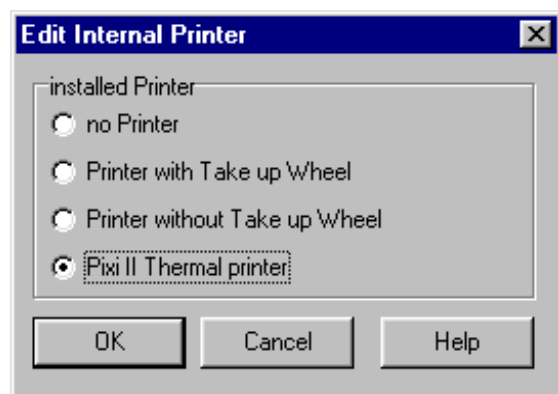 Edit Internal Printer
installed Printer
no Printer
Printer with Take up Wheel
Printer without Take up Wheel
Pixi II Thermal printer
OK Cancel Help